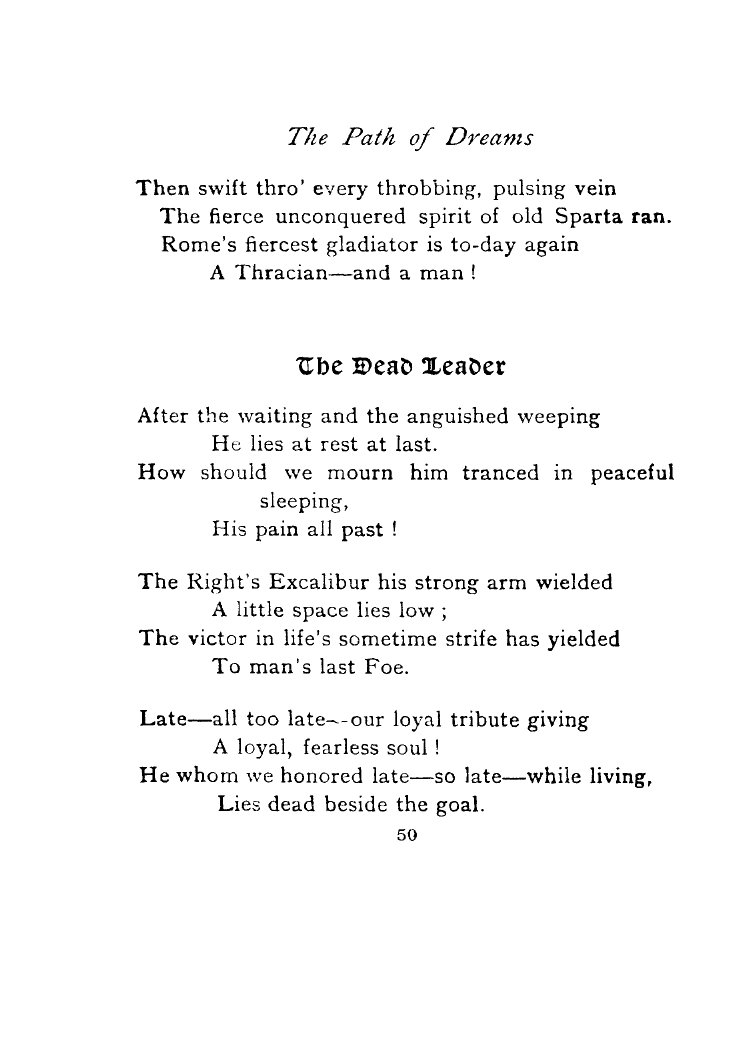 The Path of Dreams
Then swift thro' every throbbing, pulsing vein
The fierce unconquered spirit of old Sparta ran.
Rome's fiercest gladiator is to-day again
A Thracian—and a man !
The Dead Leader
After the waiting and the anguished weeping
He lies at rest at last.
How should we mourn him tranced in peaceful
sleeping,
His pain all past !
The Right's Excalibur his strong arm wielded
A little space lies low ;
The victor in life's sometime strife has yielded
To man's last Foe.
Late—all too late--our loyal tribute giving
A loyal, fearless soul !
He whom we honored late—so late—while living,
Lies dead beside the goal.
50